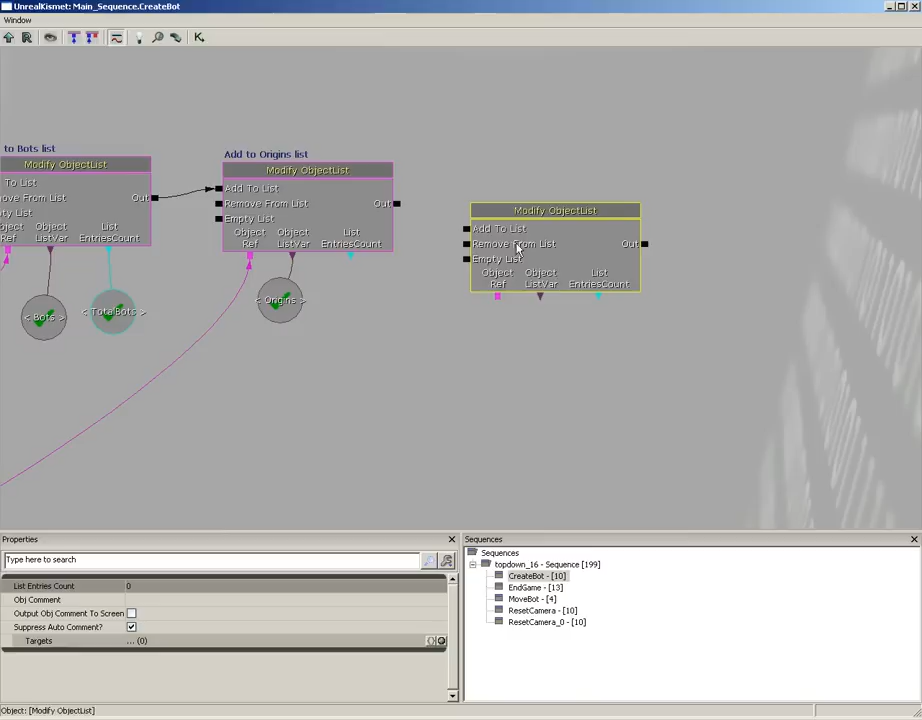 UnrealKismet: Main_Sequence.CreateBot
Window
to Bots list
Modify ObjectList
To List
ove From List
Out
ty List
bject
Object
List
Ref
ListVar
EntriesCount
< Bots >
< TotalBots >
Add to Origins list
Modify ObjectList
Add To List
Remove From List
Out
Empty List
Object
Object
List
Ref
ListVar
EntriesCount
< Origins >
Modify ObjectList
Add To List
Remove From List
Out
Empty List
Object
Object
List
Ref
ListVar
EntriesCount
Properties
Type here to search
List Entries Count 0
Obj Comment
Output Obj Comment To Screen
Suppress Auto Comment?
Targets ... (0)
Sequences
Sequences
topdown_16 - Sequence [199]
CreateBot - [10]
EndGame - [13]
MoveBot - [4]
ResetCamera - [10]
ResetCamera_0 - [10]
Object: [Modify ObjectList]